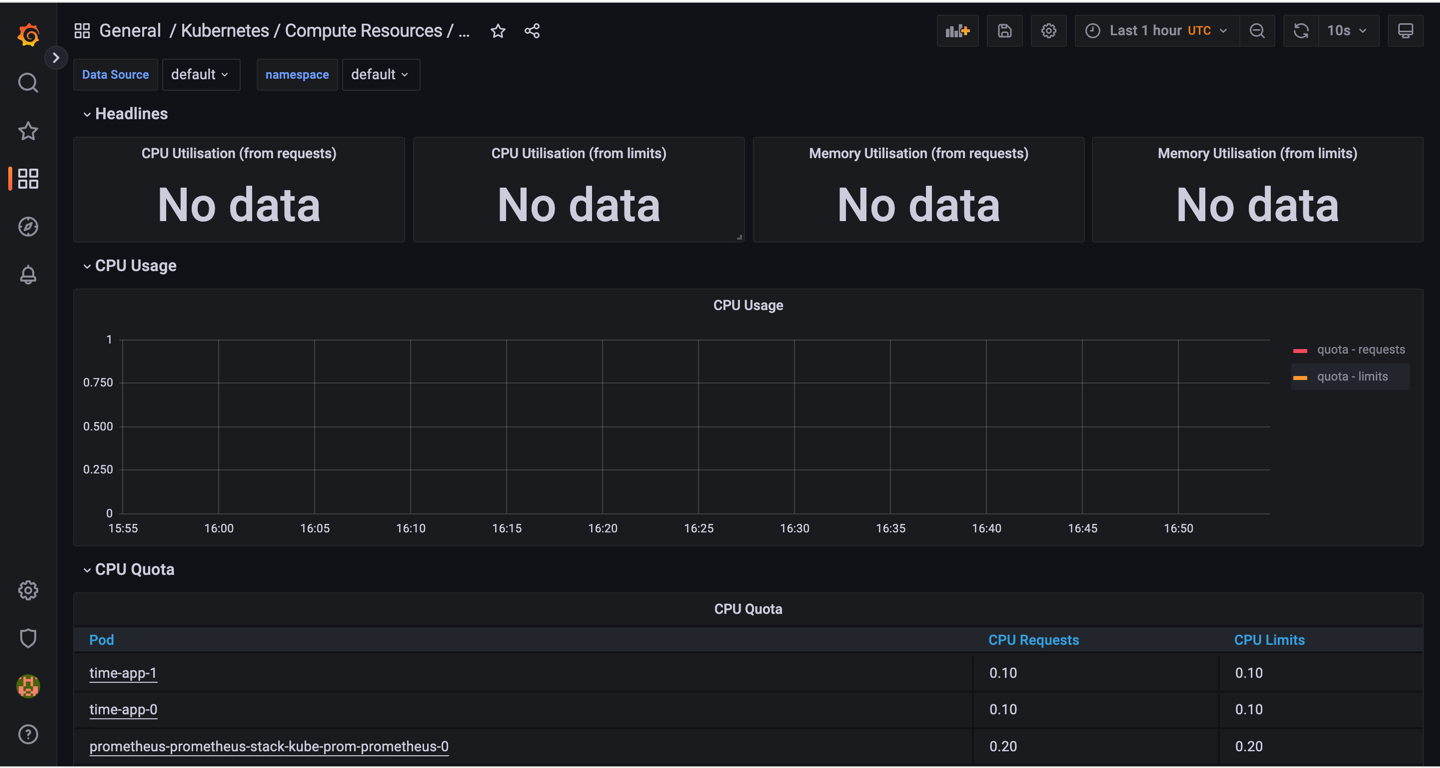 General / Kubernetes / Compute Resources / ...
Last 1 hour UTC
10s
Data Source default namespace default
Headlines
CPU Utilisation (from requests)
No data
CPU Utilisation (from limits)
No data
Memory Utilisation (from requests)
No data
Memory Utilisation (from limits)
No data
CPU Usage
CPU Usage
1
0.750
0.500
0.250
0
15:55 16:00 16:05 16:10 16:15 16:20 16:25 16:30 16:35 16:40 16:45 16:50
quota - requests
quota - limits
CPU Quota
CPU Quota
Pod CPU Requests CPU Limits
time-app-1 0.10 0.10
time-app-0 0.10 0.10
prometheus-prometheus-stack-kube-prom-prometheus-0 0.20 0.20